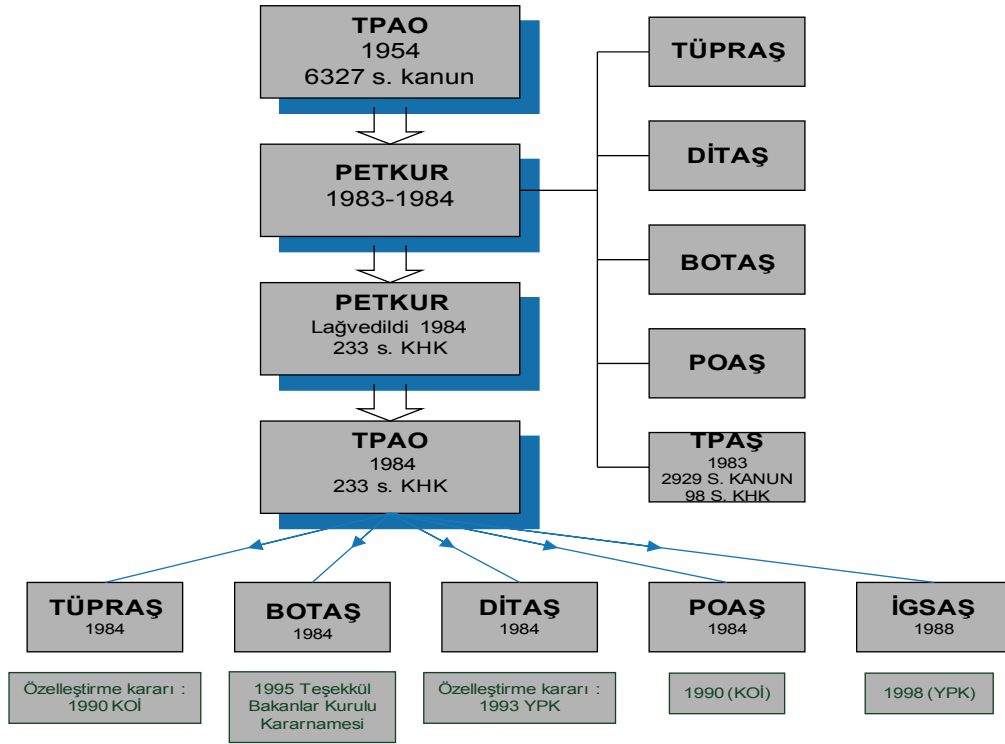 TPAO
1954
6327 s. kanun
PETKUR
1983-1984
PETKUR
Lağvedildi 1984
233 s. KHK
TPAO
1984
233 s. KHK
TÜPRAŞ
DİTAŞ
BOTAŞ
POAŞ
TPAŞ
1983
2929 S. KANUN
98 S. KHK
TÜPRAŞ
1984
BOTAŞ
1984
DİTAŞ
1984
POAŞ
1984
İGSAŞ
1988
Özelleştirme kararı :
1990 KOİ
1995 Teşekkül
Bakanlar Kurulu
Kararnamesi
Özelleştirme kararı :
1993 YPK
1990 (KOİ)
1998 (YPK)